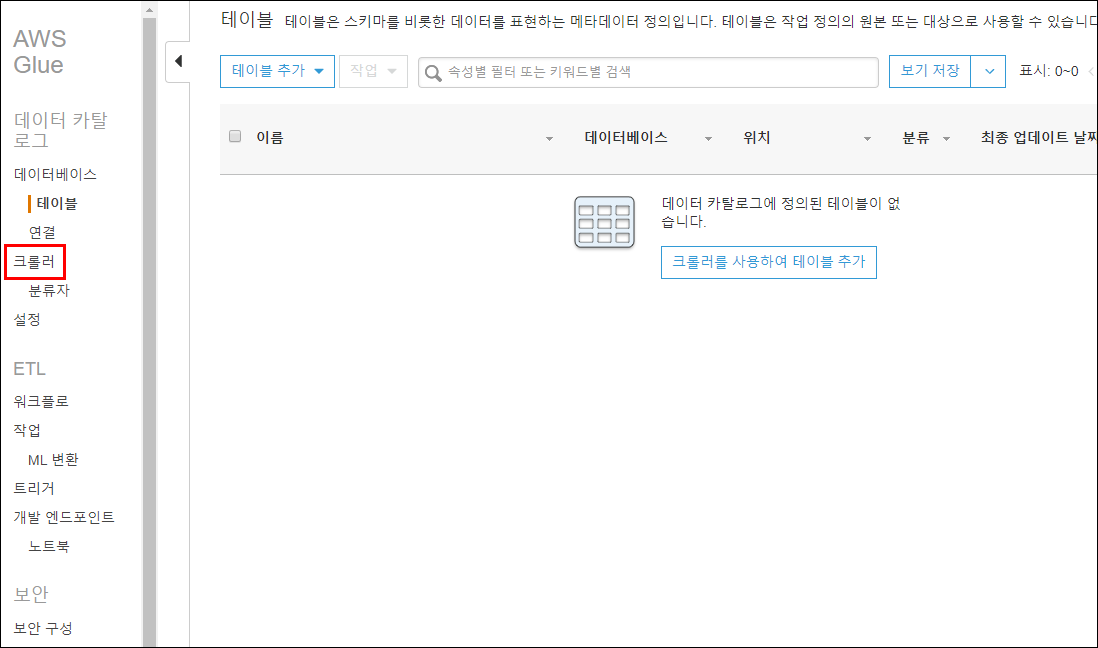 AWS
Glue
데이터 카탈
로그
데이터베이스
테이블
연결
크롤러
분류자
설정
ETL
워크플로
작업
ML 변환
트리거
개발 엔드포인트
노트북
보안
보안 구성
테이블 테이블은 스키마를 비롯한 데이터를 표현하는 메타데이터 정의입니다. 테이블은 작업 정의의 원본 또는 대상으로 사용할 수 있습니다
테이블 추가 작업 속성별 필터 또는 키워드별 검색 보기 저장 표시: 0~0
이름 데이터베이스 위치 분류 최종 업데이트 날짜
데이터 카탈로그에 정의된 테이블이 없
습니다.
크롤러를 사용하여 테이블 추가